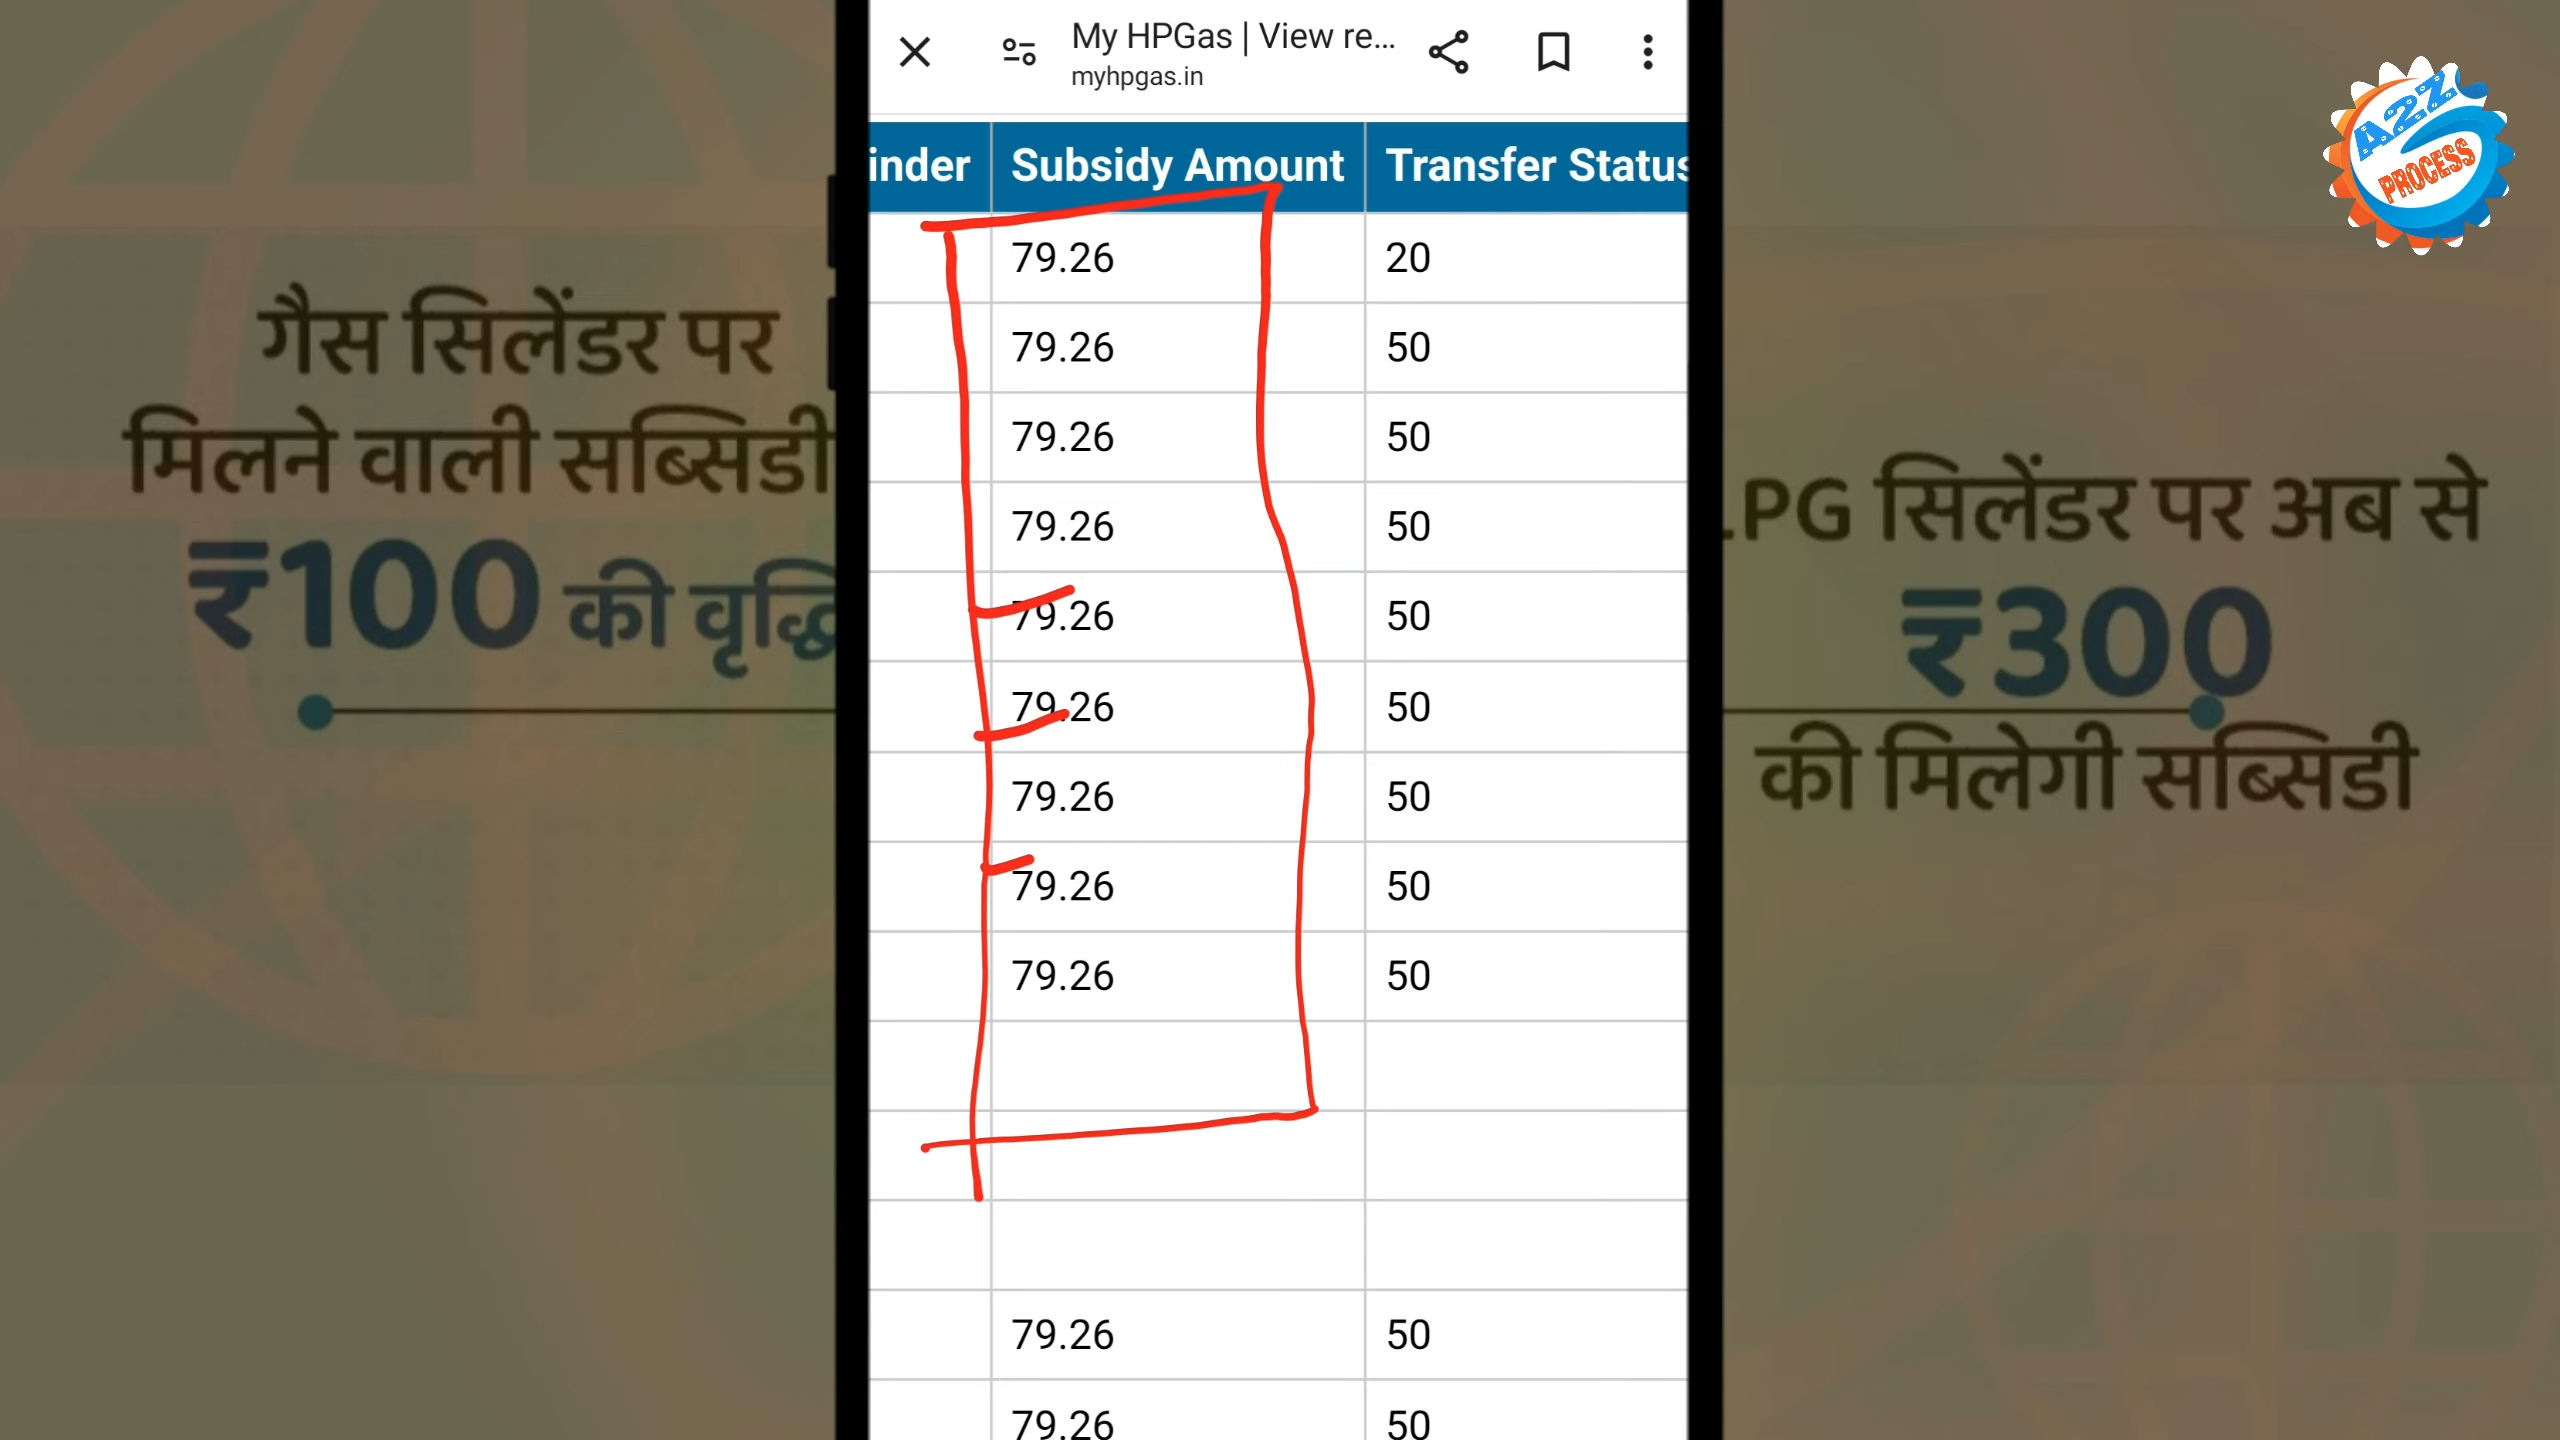 My HPGas | View re...
myhpgas.in
inder Subsidy Amount Transfer Status
79.26 20
79.26 50
79.26 50
79.26 50
79.26 50
79.26 50
79.26 50
79.26 50
79.26 50
79.26 50
79.26 50
गैस सिलेंडर पर
मिलने वाली सब्सिडी
₹100 की वृद्धि
.PG सिलेंडर पर अब से
₹300
की मिलेगी सब्सिडी
A2Z
PROCESS